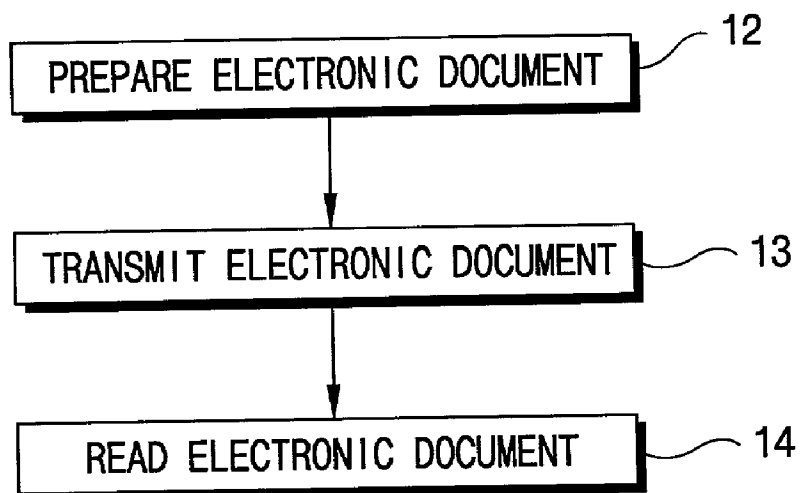 PREPARE ELECTRONIC DOCUMENT
12
TRANSMIT ELECTRONIC DOCUMENT
13
READ ELECTRONIC DOCUMENT
14